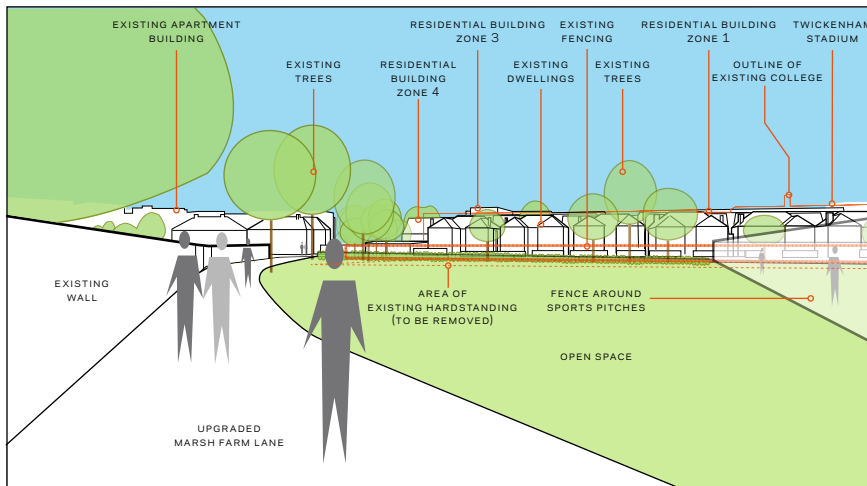 EXISTING APARTMENT
BUILDING
RESIDENTIAL BUILDING
ZONE 3
EXISTING
FENCING
RESIDENTIAL BUILDING
ZONE 1
TWICKENHAM
STADIUM
EXISTING
TREES
RESIDENTIAL
BUILDING
ZONE 4
EXISTING
DWELLINGS
EXISTING
TREES
OUTLINE OF
EXISTING COLLEGE
EXISTING
WALL
AREA OF
EXISTING HARDSTANDING
(TO BE REMOVED)
FENCE AROUND
SPORTS PITCHES
OPEN SPACE
UPGRADED
MARSH FARM LANE